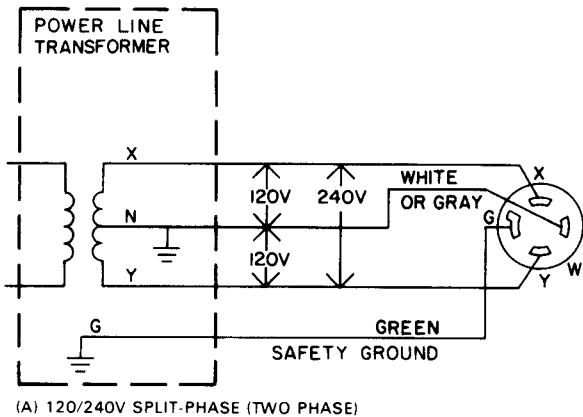 POWER LINE
TRANSFORMER
X
X
WHITE
OR GRAY
120V
240V
N
G
W
120V
Y
Y
G
GREEN
SAFETY GROUND
(A) 120/240V SPLIT-PHASE (TWO PHASE)